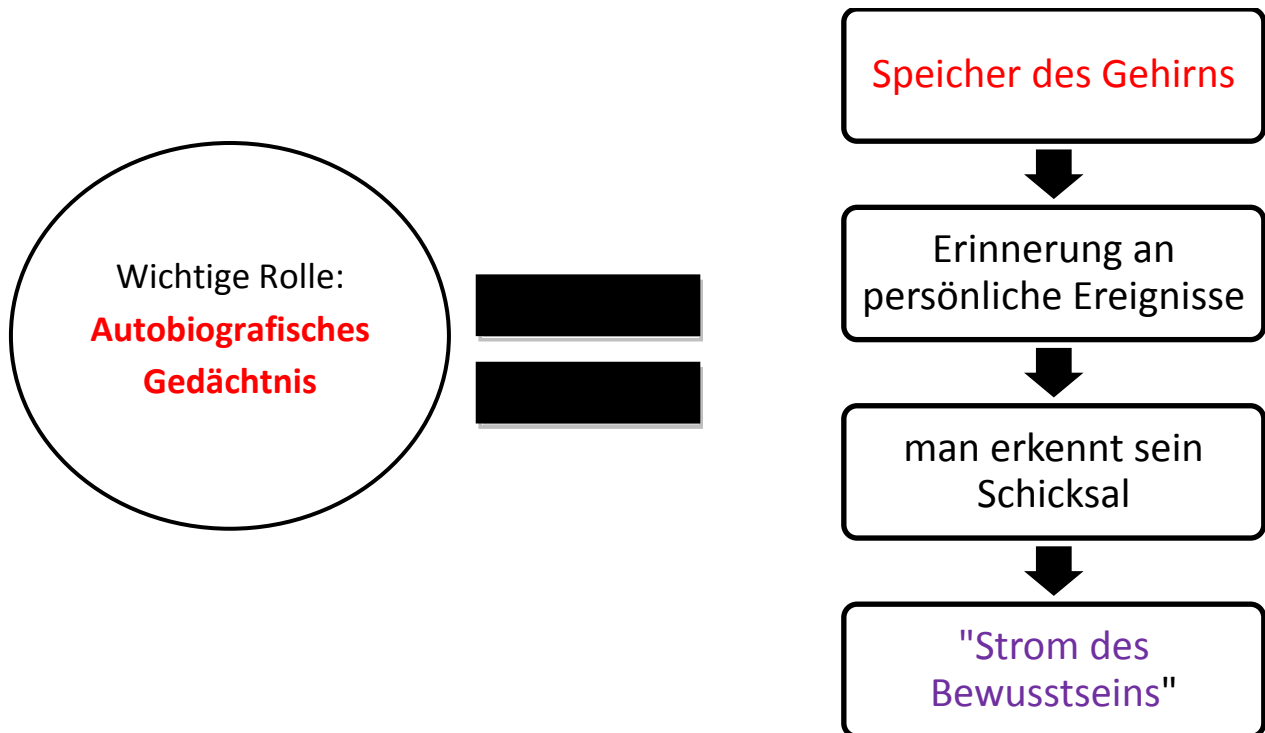 Wichtige Rolle:
Autobiografisches
Gedächtnis
Speicher des Gehirns
Erinnerung an
persönliche Ereignisse
man erkennt sein
Schicksal
"Strom des
Bewusstseins"